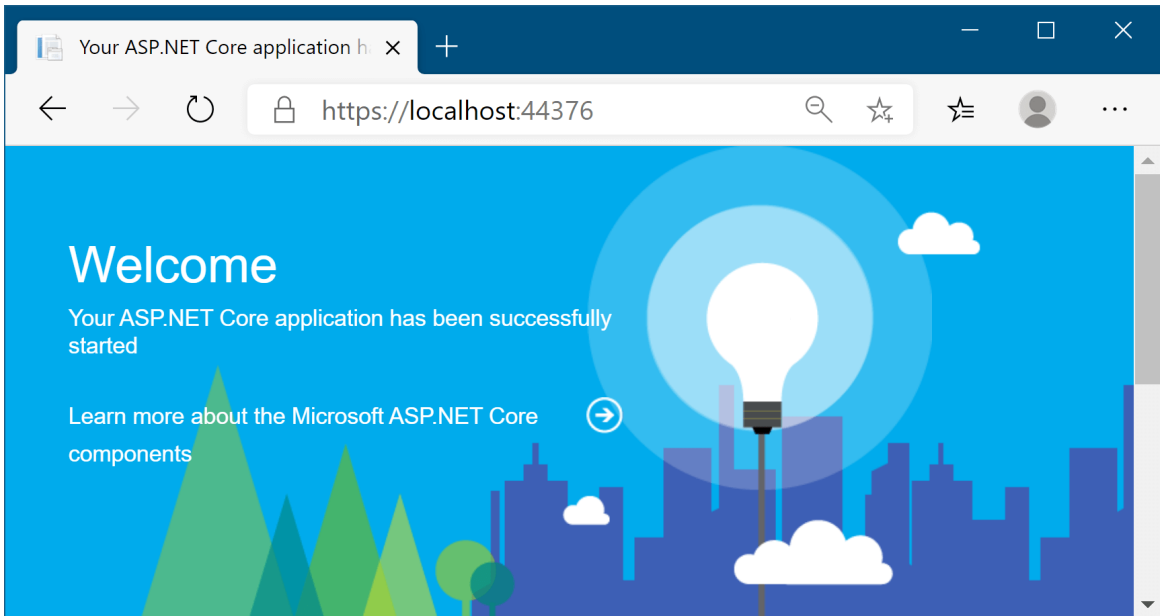 Your ASP.NET Core application h
https://localhost:44376
Welcome
Your ASP.NET Core application has been successfully
started
Learn more about the Microsoft ASP.NET Core
components